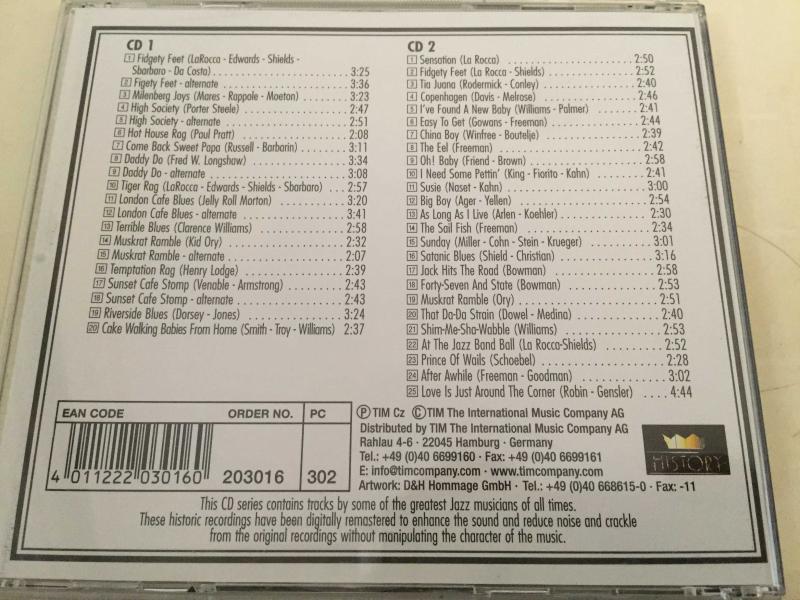 CD 1
1 Fidgety Feet (LaRocca - Edwards - Shields -
Sbarbaro - Da Costa) 3:25
2 Figety Feet - alternate 3:36
3 Milenberg Joys (Mares - Rappale - Moeton) 3:23
4 High Society (Porter Steele) 2:47
5 High Society - alternate 2:51
6 Hot House Rag (Paul Pratt) 2:08
7 Come Back Sweet Papa (Russell - Barbarin) 3:11
8 Daddy Do (Fred W. Longshaw) 3:34
9 Daddy Do - alternate 3:08
10 Tiger Rag (LaRocca - Edwards - Shields - Sbarbaro) 2:57
11 London Cafe Blues (Jelly Roll Morton) 3:20
12 London Cafe Blues - alternate 3:41
13 Terrible Blues (Clarence Williams) 2:58
14 Muskrat Ramble (Kid Ory) 2:32
15 Muskrat Ramble - alternate 2:07
16 Temptation Rag (Henry Lodge) 2:39
17 Sunset Cafe Stomp (Venable - Armstrong) 2:43
18 Sunset Cafe Stomp - alternate 2:43
19 Riverside Blues (Dorsey - Jones) 3:24
20 Cake Walking Babies From Home (Smith - Troy - Williams) 2:37
CD 2
1 Sensation (La Rocca) 2:50
2 Fidgety Feet (La Rocca - Shields) 2:52
3 Tia Juana (Rodermick - Conley) 2:40
4 Copenhagen (Davis - Melrose) 2:46
5 I've Found A New Baby (Williams - Palmer) 2:41
6 Easy To Get (Gowans - Freeman) 2:44
7 China Boy (Winfree - Boutelje) 2:39
8 The Eel (Freeman) 2:42
9 Oh! Baby (Friend - Brown) 2:58
10 I Need Some Pettin' (King - Fiorito - Kahn) 2:41
11 Susie (Naset - Kahn) 3:00
12 Big Boy (Ager - Yellen) 2:54
13 As Long As I Live (Arlen - Koehler) 2:30
14 The Sail Fish (Freeman) 2:34
15 Sunday (Miller - Cohn - Stein - Krueger) 3:01
16 Satanic Blues (Shield - Christian) 3:16
17 Jack Hits The Road (Bowman) 2:58
18 Forty-Seven And State (Bowman) 2:53
19 Muskrat Ramble (Ory) 2:51
20 That Da-Da Strain (Dowel - Medina) 2:40
21 Shim-Me-Sha-Wabble (Williams) 2:53
22 At The Jazz Band Ball (La Rocca-Shields) 2:52
23 Prince Of Wails (Schoebel) 2:28
24 After Awhile (Freeman - Goodman) 3:02
25 Love Is Just Around The Corner (Robin - Gensler) 4:44
EAN CODE ORDER NO. PC
4 011222 030160 203016 302
Ⓟ TIM Cz © TIM The International Music Company AG
Distributed by TIM The International Music Company AG
Rahlau 4-6 · 22045 Hamburg · Germany
Tel.: +49 (0)40 6699160 · Fax: +49 (0)40 6699161
E: info@timcompany.com · www.timcompany.com
Artwork: D&H Hommage GmbH · Tel.: +49 (0)40 668615-0 · Fax: -11
HISTORY
This CD series contains tracks by some of the greatest Jazz musicians of all times.
These historic recordings have been digitally remastered to enhance the sound and reduce noise and crackle
from the original recordings without manipulating the character of the music.